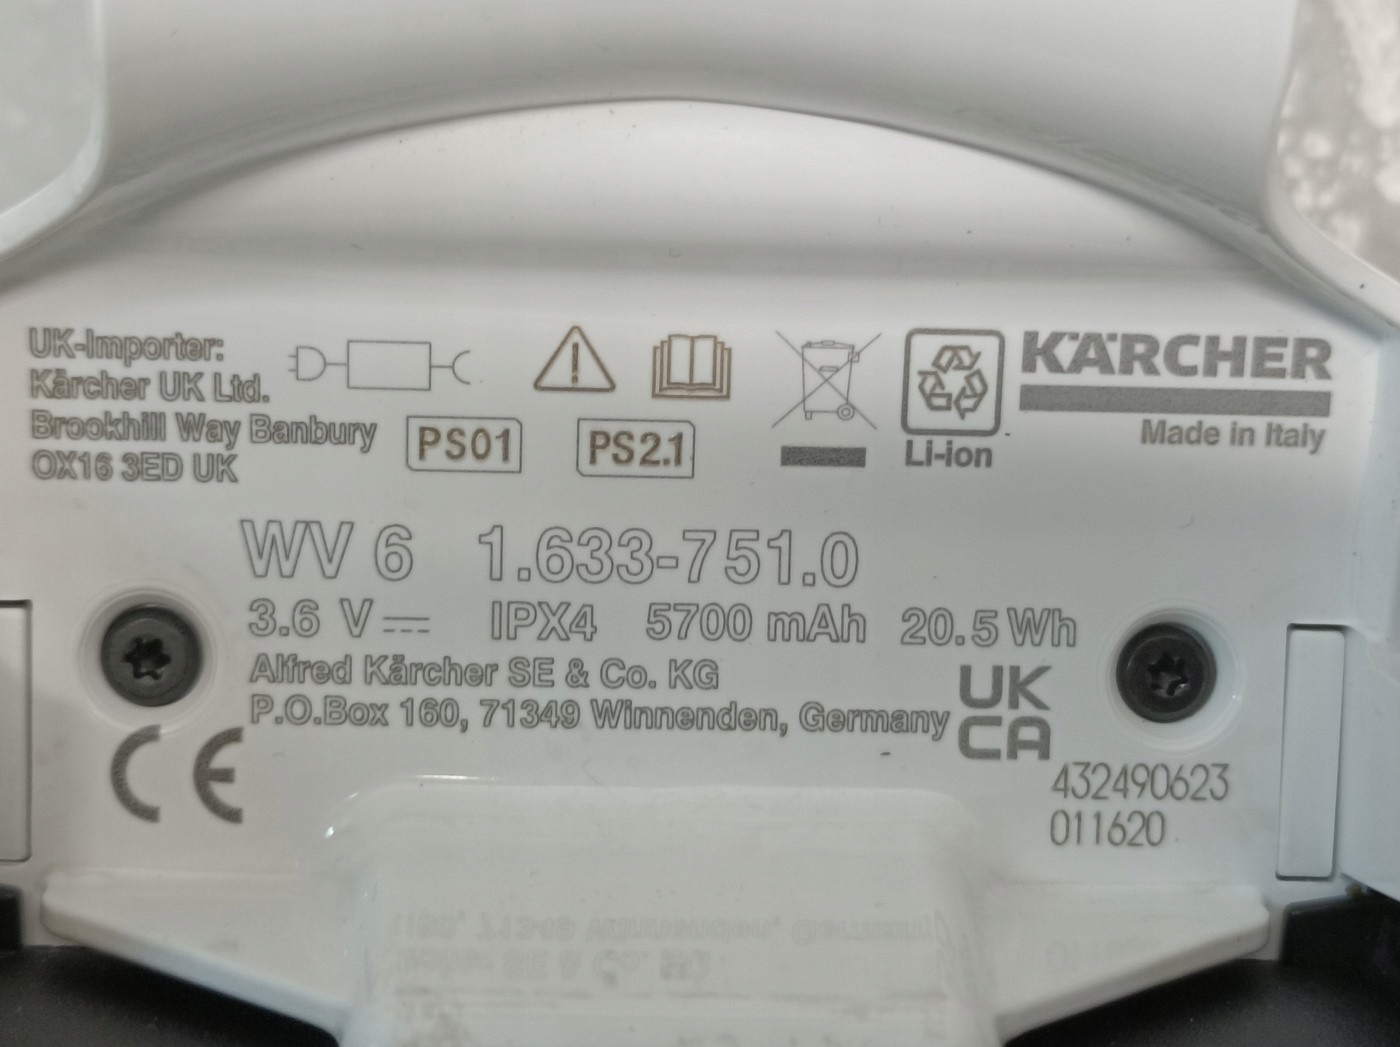 UK-Importer:
Kärcher UK Ltd.
Brookhill Way Banbury
OX16 3ED UK
PS01
PS2.1
Li-ion
KÄRCHER
Made in Italy
WV 6 1.633-751.0
3.6 V IPX4 5700 mAh 20.5 Wh
Alfred Kärcher SE & Co. KG
P.O.Box 160, 71349 Winnenden, Germany
CE
UK
CA
432490623
011620